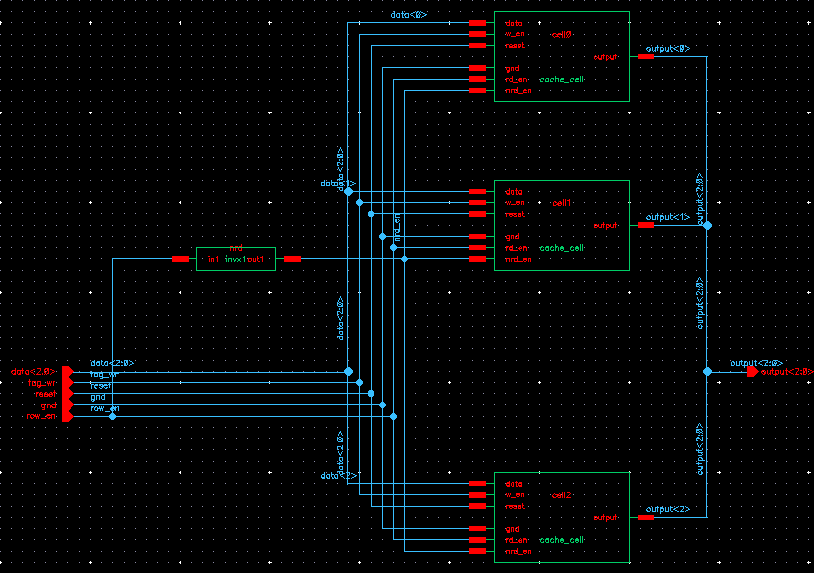 data<0>
data
w_en
cell0
reset
output<0>
output
gnd
rd_en
cache_cell
nrd_en
data<2:0>
data<1>
data
w_en
cell1
reset
output<2:0>
output<1>
output
nrd_en
gnd
rd_en
cache_cell
nrd_en
nrd
in1
invx1
out1
data<2:0>
output<2:0>
data<2:0>
data<2:0>
tag_wr
tag_wr
reset
reset
gnd
gnd
row_en
row_en
output<2:0>
output<2:0>
data<2:0>
output<2:0>
data<2>
data
w_en
cell2
reset
output<2>
output
gnd
rd_en
cache_cell
nrd_en